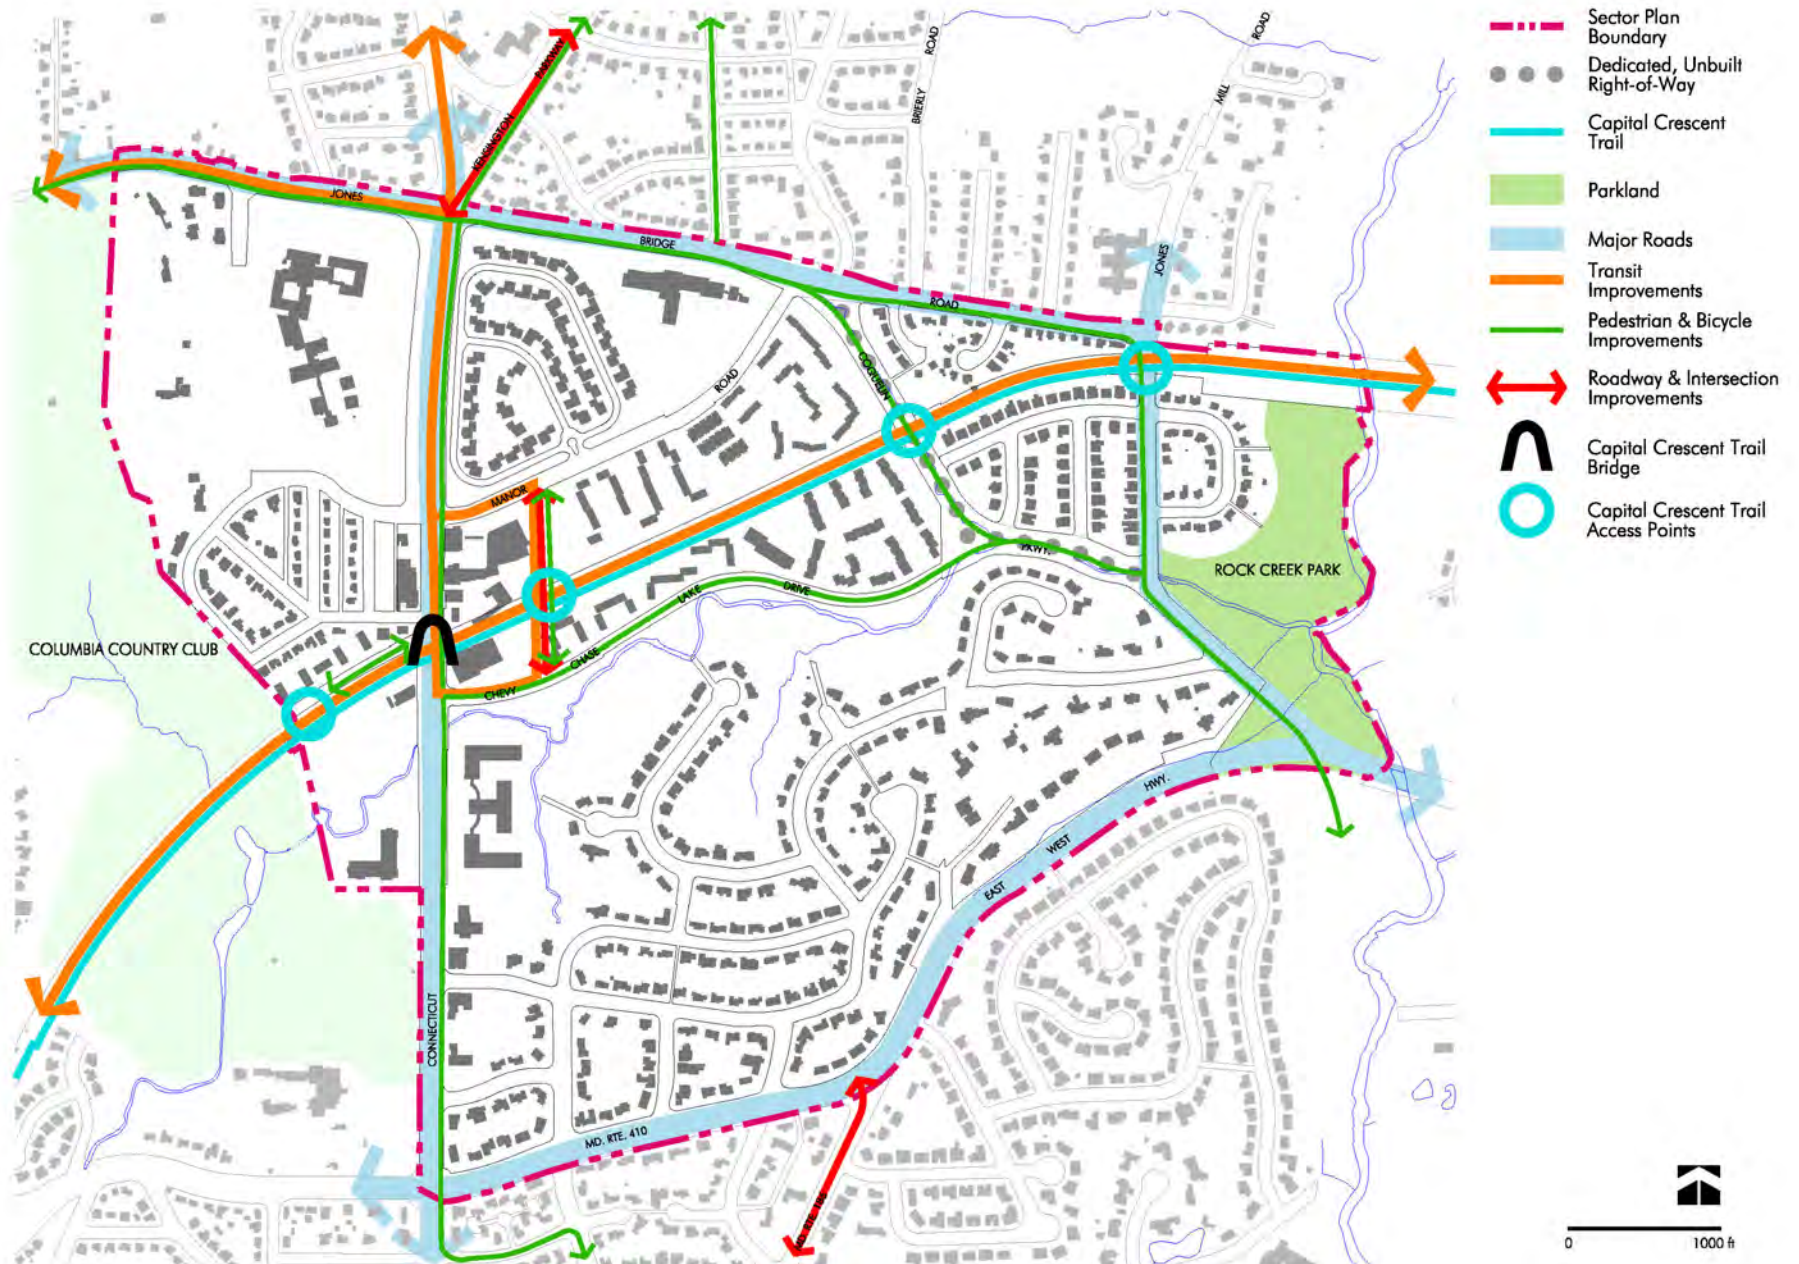 Sector Plan
Boundary
Dedicated, Unbuilt
Right-of-Way
Capital Crescent
Trail
Parkland
Major Roads
Transit
Improvements
Pedestrian & Bicycle
Improvements
Roadway & Intersection
Improvements
Capital Crescent Trail
Bridge
Capital Crescent Trail
Access Points
ROAD
BRIERLY
ROAD
MILL
PARKWAY
KENSINGTON
JONES
BRIDGE
ROAD
JONES
ROAD
COQUELIN
MANOR
PKWY.
ROCK CREEK PARK
COLUMBIA COUNTRY CLUB
CHEVY
CHASE
LAKE
DRIVE
HWY.
WEST
EAST
CONNECTICUT
MD. RTE. 410
MD. RTE. 186
0
1000 ft